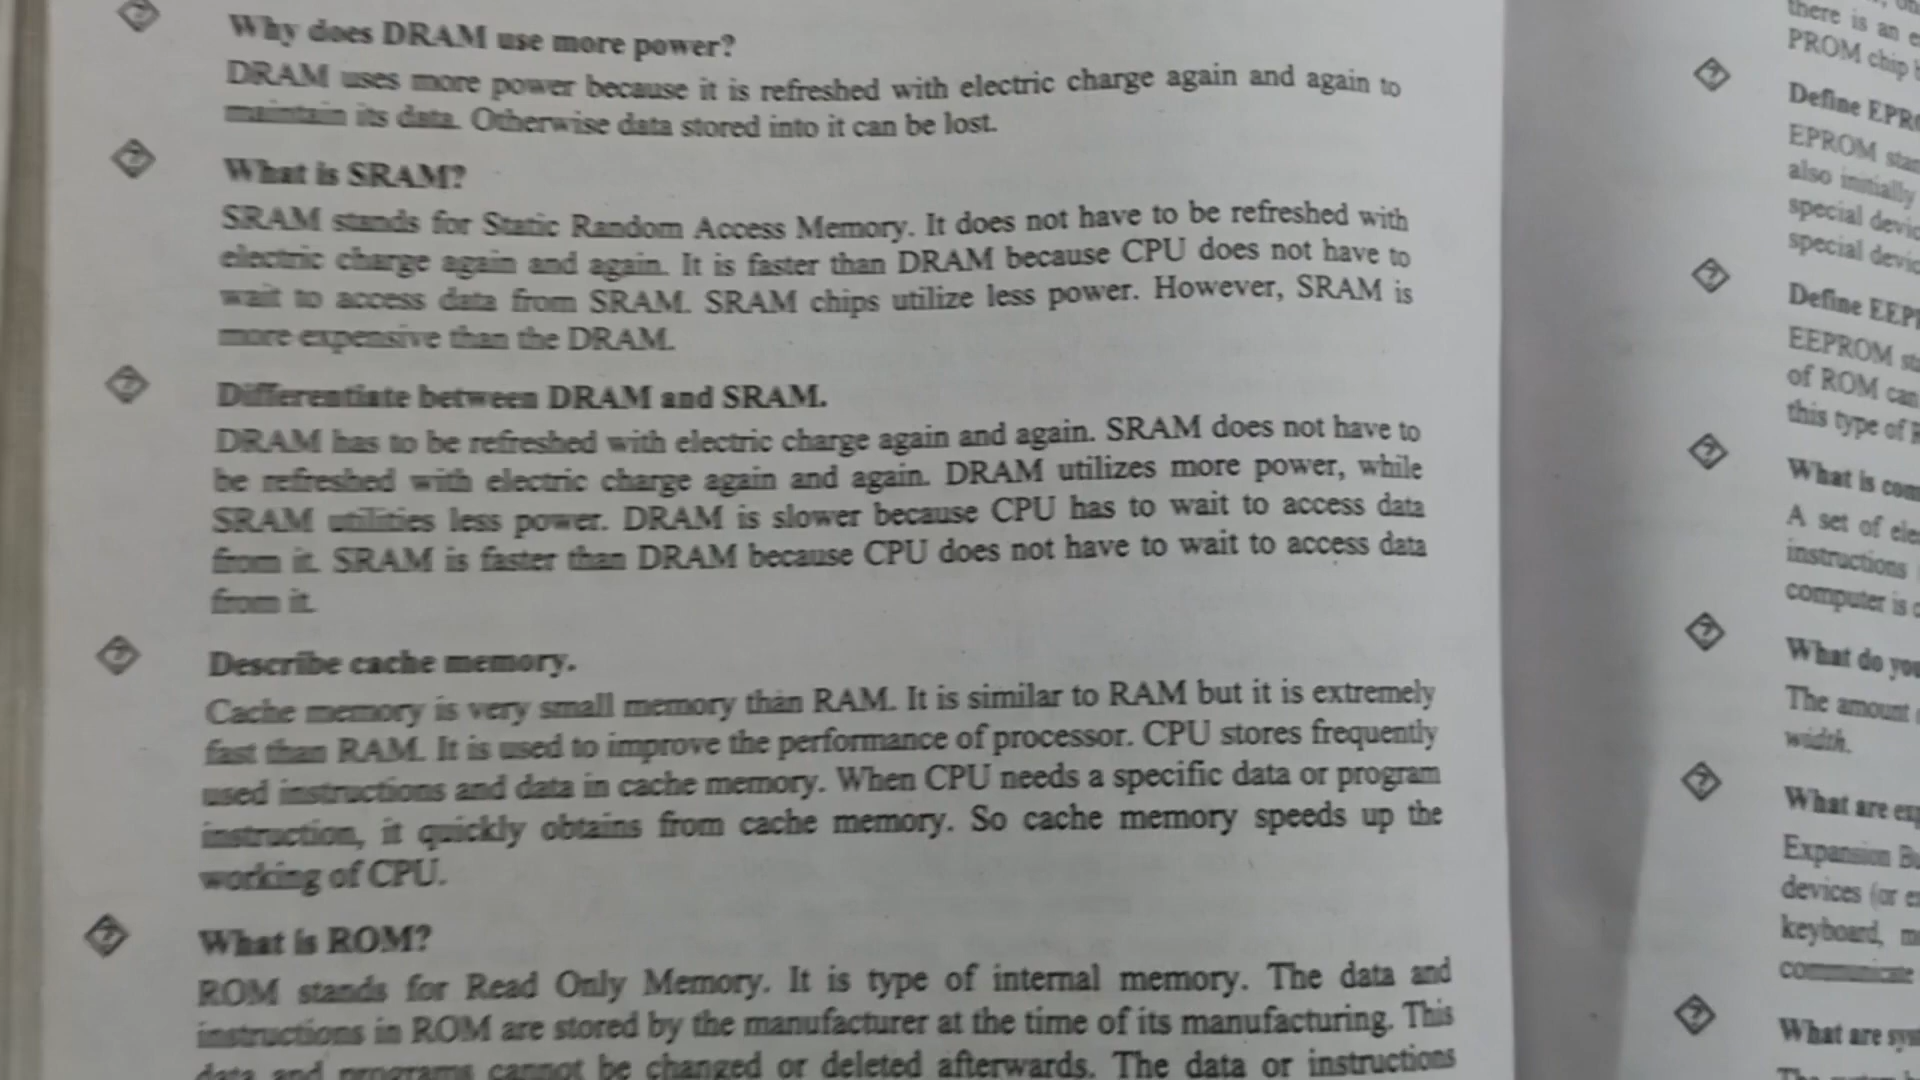 Why does DRAM use more power?
DRAM uses more power because it is refreshed with electric charge again and again to
maintain its data. Otherwise data stored into it can be lost.
What is SRAM?
SRAM stands for Static Random Access Memory. It does not have to be refreshed with
electric charge again and again. It is faster than DRAM because CPU does not have to
wait to access data from SRAM. SRAM chips utilize less power. However, SRAM is
more expensive than the DRAM.
Differentiate between DRAM and SRAM.
DRAM has to be refreshed with electric charge again and again. SRAM does not have to
be refreshed with electric charge again and again. DRAM utilizes more power, while
SRAM utilities less power. DRAM is slower because CPU has to wait to access data
from it. SRAM is faster than DRAM because CPU does not have to wait to access data
from it.
Describe cache memory.
Cache memory is very small memory than RAM. It is similar to RAM but it is extremely
fast than RAM. It is used to improve the performance of processor. CPU stores frequently
used instructions and data in cache memory. When CPU needs a specific data or program
instruction, it quickly obtains from cache memory. So cache memory speeds up the
working of CPU.
What is ROM?
ROM stands for Read Only Memory. It is type of internal memory. The data and
instructions in ROM are stored by the manufacturer at the time of its manufacturing. This
data and programs cannot be changed or deleted afterwards. The data or instructions
there is an
PROM chip
Define
EPROM
also initially
special
special
Define
EEPROM
of ROM can
this type of
What is
A set of
instructions
computer is
What do
The amount
width.
What are
Expansion
devices (or
keyboard,
communicate
What are